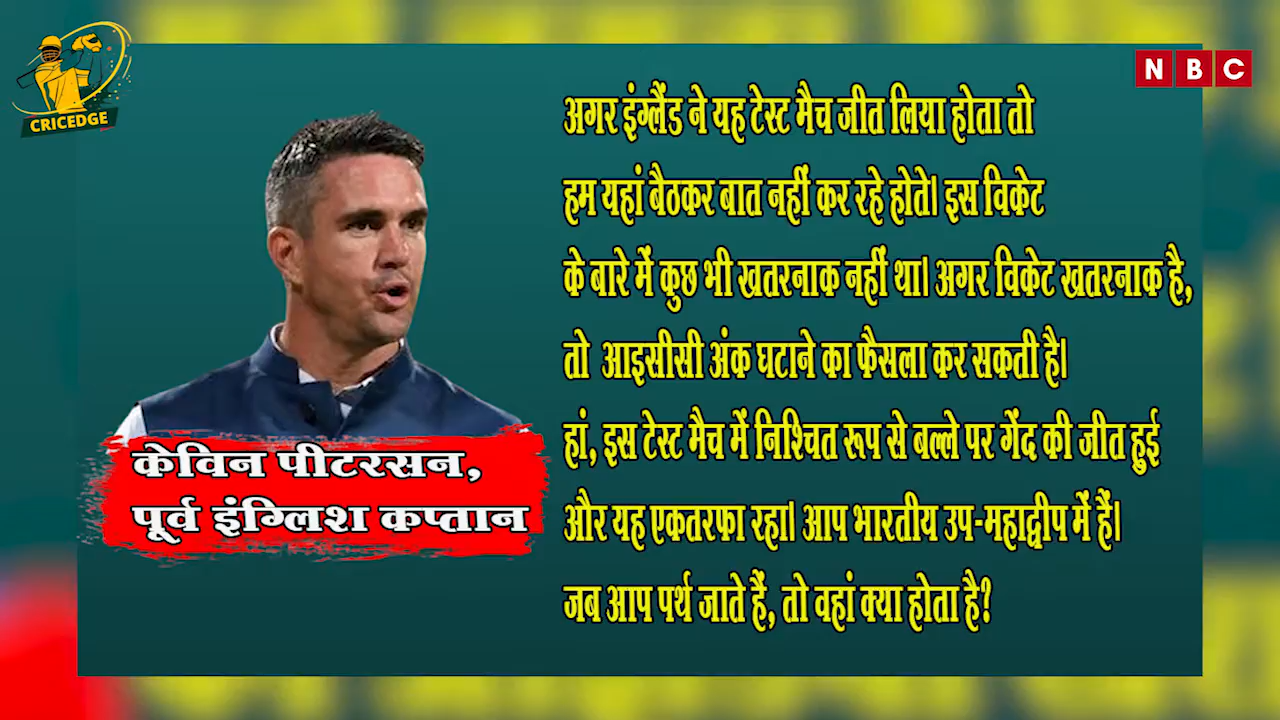 CRICEDGE
NBC
अगर इंग्लैंड ने यह टेस्ट मैच जीत लिया होता तो
हम यहां बैठकर बात नहीं कर रहे होते। इस विकेट
के बारे में कुछ भी खतरनाक नहीं था। अगर विकेट खतरनाक है,
तो आइसीसी अंक घटाने का फैसला कर सकती है।
हां, इस टेस्ट मैच में निश्चित रूप से बल्ले पर गेंद की जीत हुई
और यह एकतरफा रहा। आप भारतीय उप-महाद्वीप में हैं।
जब आप पर्थ जाते हैं, तो वहां क्या होता है?
केविन पीटरसन,
पूर्व इंग्लिश कप्तान